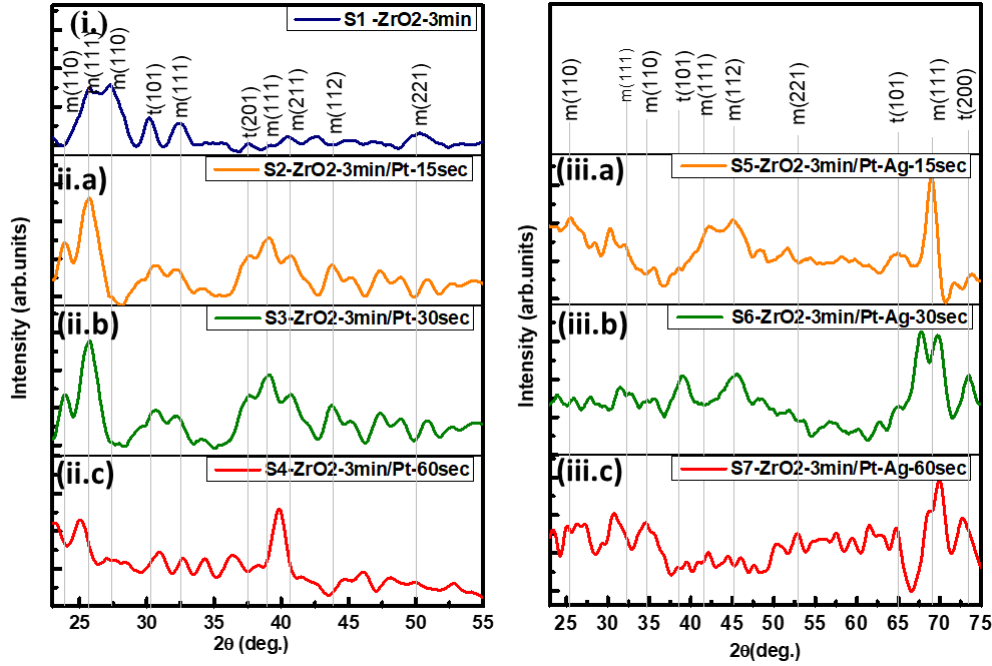 (i.)
S1 -ZrO2-3min
m(110)
m(111)
m(110)
t(101)
m(111)
t(201)
m(111)
m(211)
m(112)
m(221)
ii.a)
S2-ZrO2-3min/Pt-15sec
(ii.b)
S3-ZrO2-3min/Pt-30sec
(ii.c)
S4-ZrO2-3min/Pt-60sec
Intensity (arb.units)
25 30 35 40 45 50 55
2θ (deg.)
m(110)
m(111)
m(110)
t(101)
m(111)
m(112)
m(221)
t(101)
m(111)
t(200)
(iii.a)
S5-ZrO2-3min/Pt-Ag-15sec
(iii.b)
S6-ZrO2-3min/Pt-Ag-30sec
(iii.c)
S7-ZrO2-3min/Pt-Ag-60sec
Intensity (arb.units)
25 30 35 40 45 50 55 60 65 70 75
2θ(deg.)